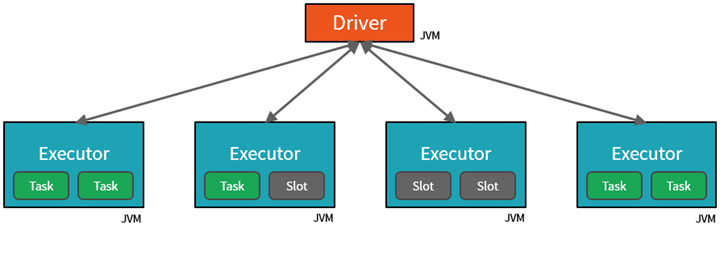 Driver
JVM
Executor
Task Task
JVM
Executor
Task Slot
JVM
Executor
Slot Slot
JVM
Executor
Task Task
JVM